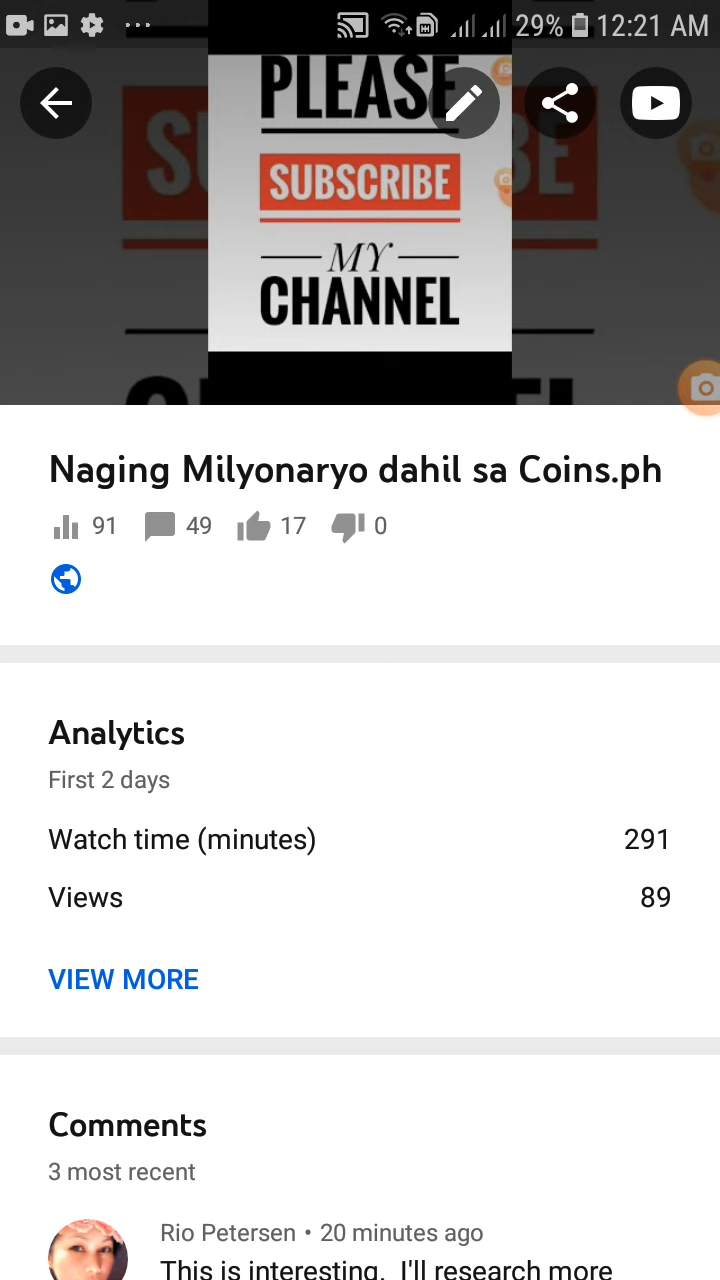 29% 12:21 AM
PLEASE
SUBSCRIBE
MY
CHANNEL
Naging Milyonaryo dahil sa Coins.ph
91 49 17 0
Analytics
First 2 days
Watch time (minutes) 291
Views 89
VIEW MORE
Comments
3 most recent
Rio Petersen • 20 minutes ago
This is interesting. I'll research more